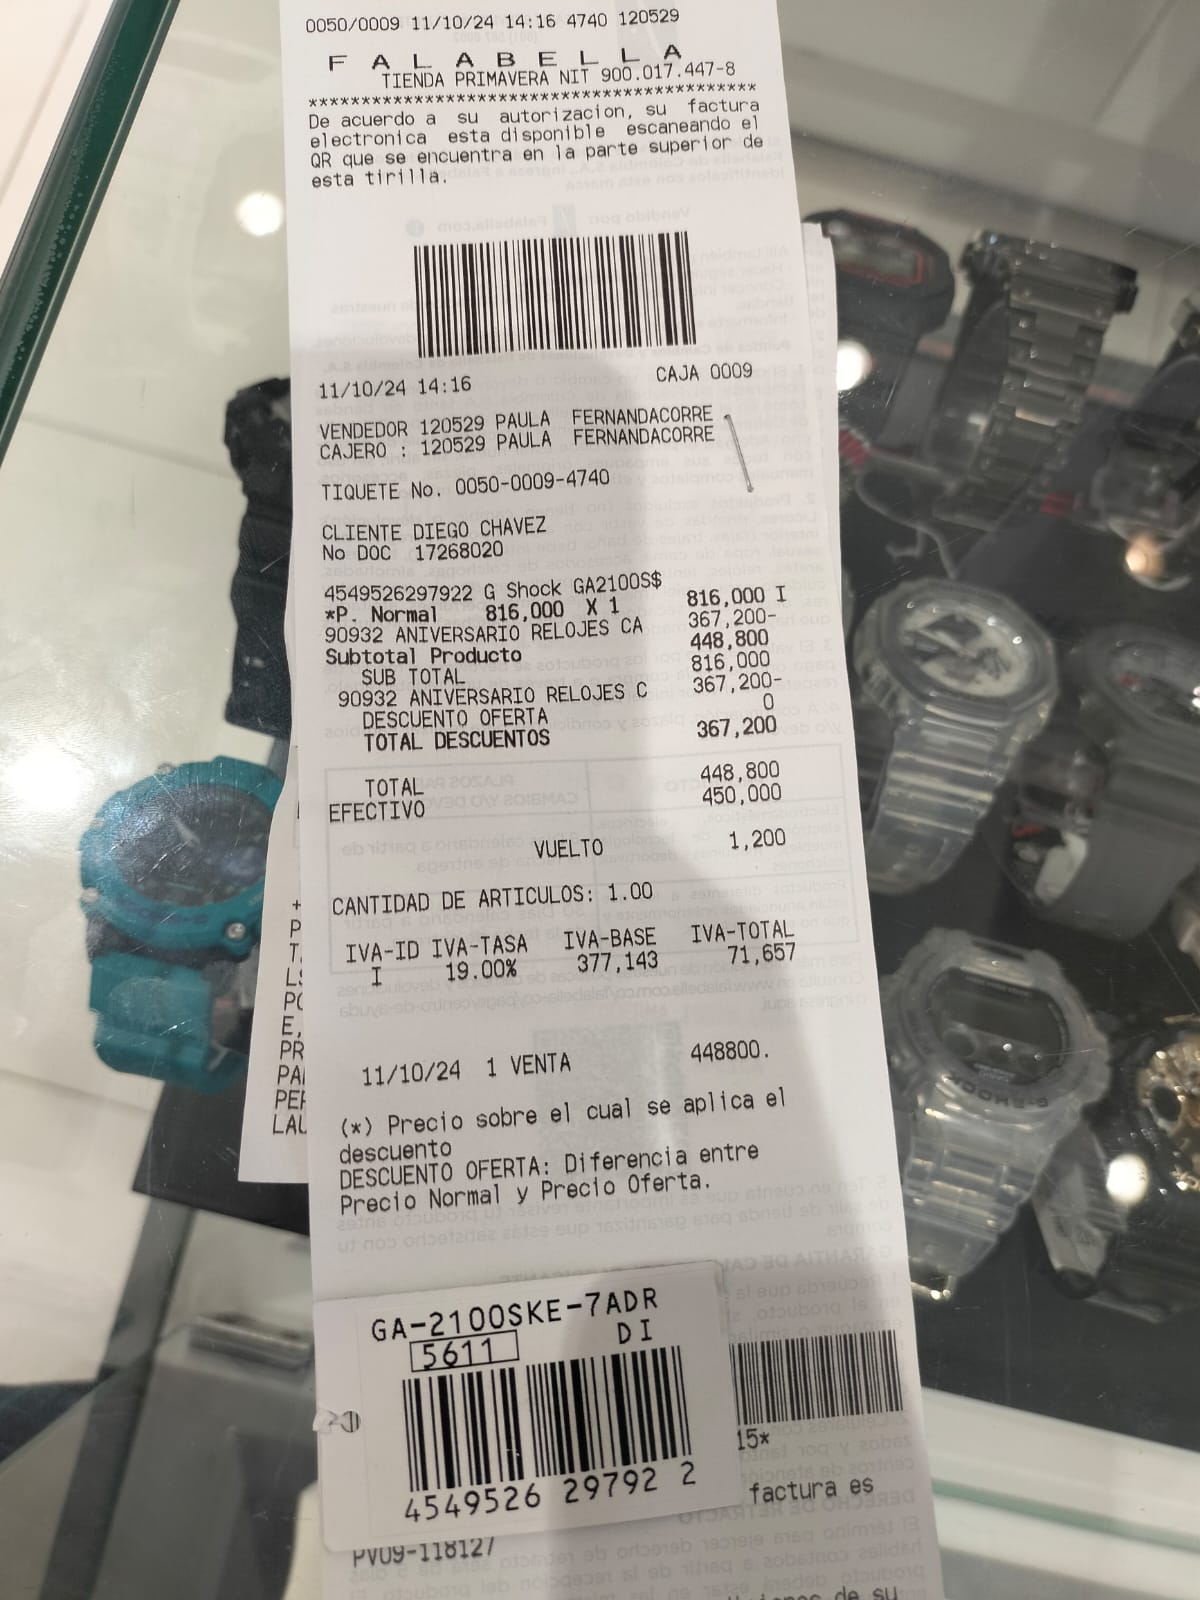 0050/0009 11/10/24 14:16 4740 120529
F A L A B E L L A
TIENDA PRIMAVERA NIT 900.017.447-8
******************************************
De acuerdo a su autorizacion, su factura
electronica esta disponible escaneando el
QR que se encuentra en la parte superior de
esta tirilla.
11/10/24 14:16 CAJA 0009
VENDEDOR 120529 PAULA FERNANDACORRE
CAJERO : 120529 PAULA FERNANDACORRE
TIQUETE No. 0050-0009-4740
CLIENTE DIEGO CHAVEZ
No DOC 17268020
4549526297922 G Shock GA2100S$
*P. Normal 816,000 X 1 816,000 I
90932 ANIVERSARIO RELOJES CA 367,200-
Subtotal Producto 448,800
SUB TOTAL 816,000
90932 ANIVERSARIO RELOJES C 367,200-
DESCUENTO OFERTA 0
TOTAL DESCUENTOS 367,200
TOTAL 448,800
EFECTIVO 450,000
VUELTO 1,200
CANTIDAD DE ARTICULOS: 1.00
IVA-ID IVA-TASA IVA-BASE IVA-TOTAL
I 19.00% 377,143 71,657
11/10/24 1 VENTA 448800.
(*) Precio sobre el cual se aplica el
descuento
DESCUENTO OFERTA: Diferencia entre
Precio Normal y Precio Oferta.
GA-2100SKE-7ADR
5611 DI
4549526 29792 2
15*
factura es
PV09-118127
de su
G-SHOCK